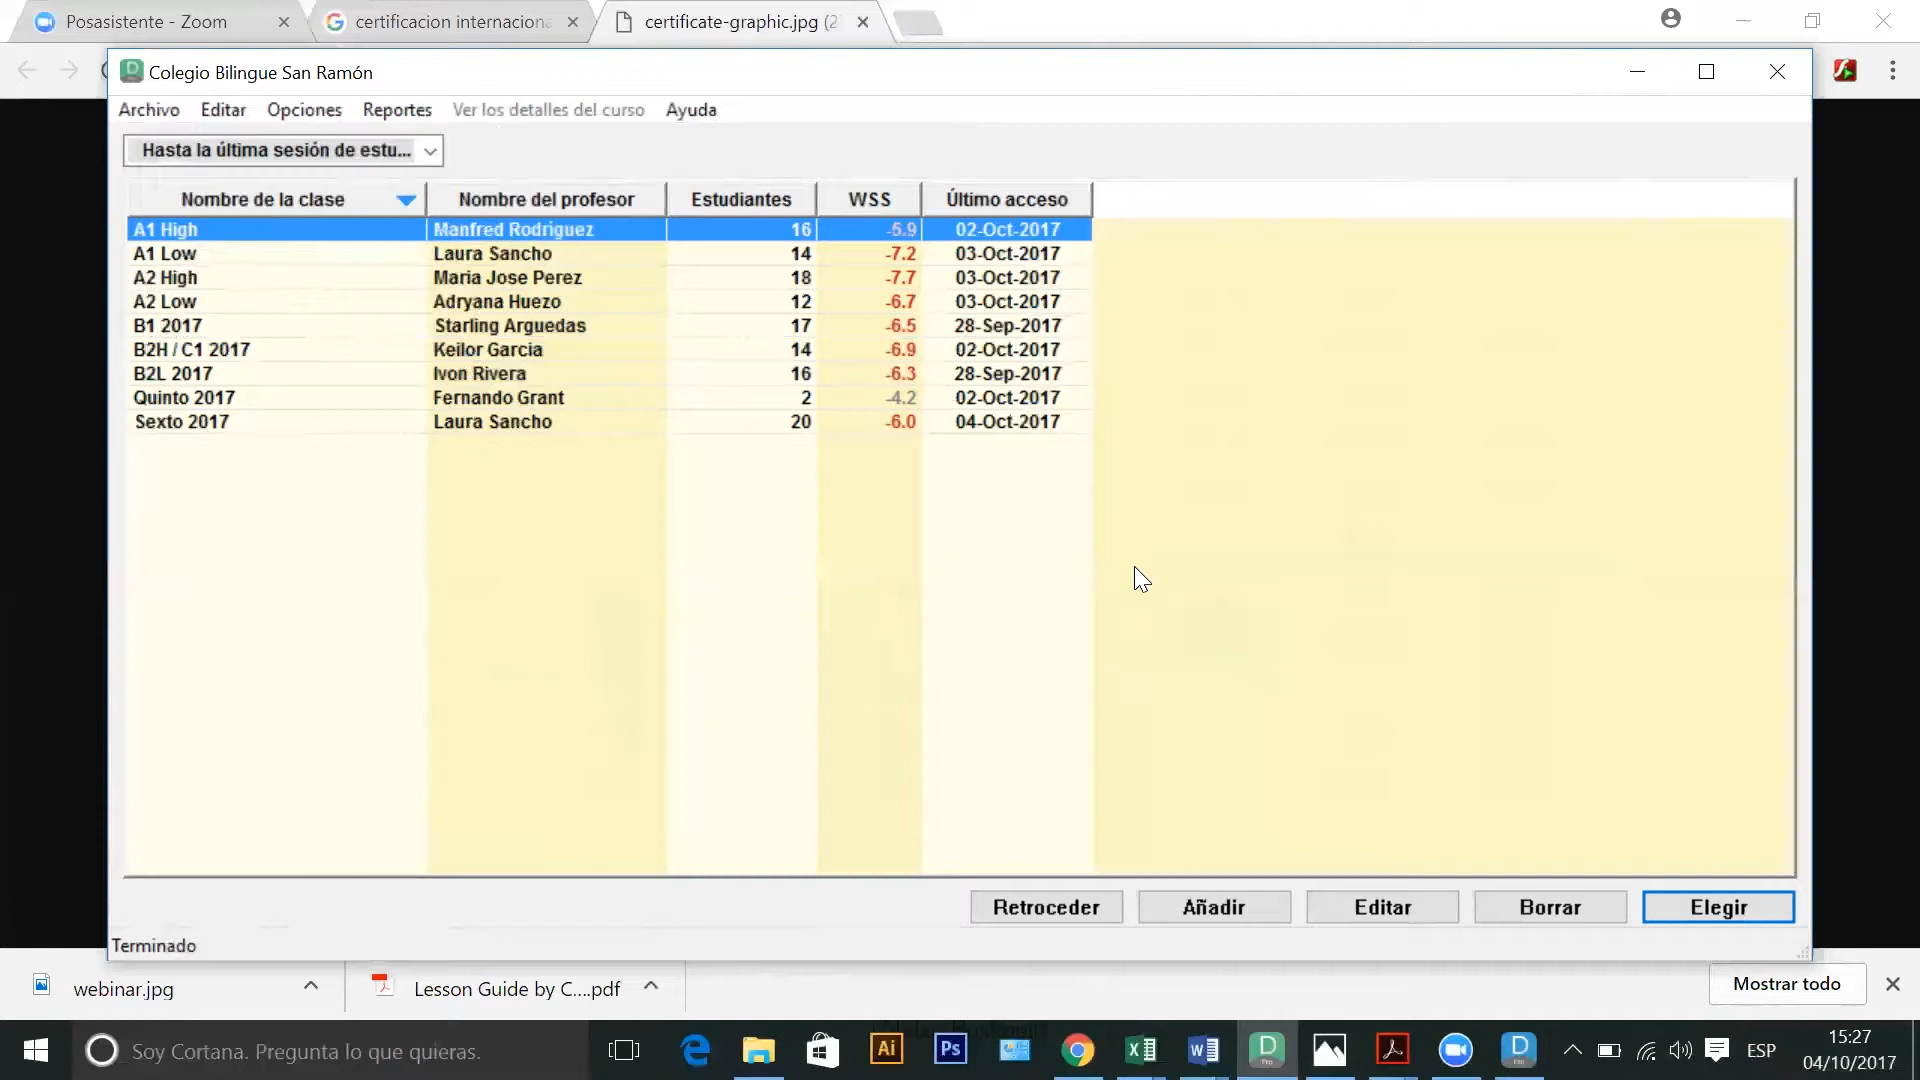 Posasistente - Zoom
certificacion internaciona
certificate-graphic.jpg (2
Colegio Bilingue San Ramón
Archivo Editar Opciones Reportes Ver los detalles del curso Ayuda
Hasta la última sesión de estu...
Nombre de la clase Nombre del profesor Estudiantes WSS Último acceso
A1 High Manfred Rodriguez 16 -5.9 02-Oct-2017
A1 Low Laura Sancho 14 -7.2 03-Oct-2017
A2 High Maria Jose Perez 18 -7.7 03-Oct-2017
A2 Low Adryana Huezo 12 -6.7 03-Oct-2017
B1 2017 Starling Arguedas 17 -6.5 28-Sep-2017
B2H / C1 2017 Keilor Garcia 14 -6.9 02-Oct-2017
B2L 2017 Ivon Rivera 16 -6.3 28-Sep-2017
Quinto 2017 Fernando Grant 2 -4.2 02-Oct-2017
Sexto 2017 Laura Sancho 20 -6.0 04-Oct-2017
Retroceder Añadir Editar Borrar Elegir
Terminado
webinar.jpg Lesson Guide by C....pdf Mostrar todo
Soy Cortana. Pregunta lo que quieras.
Ai Ps
ESP
15:27
04/10/2017